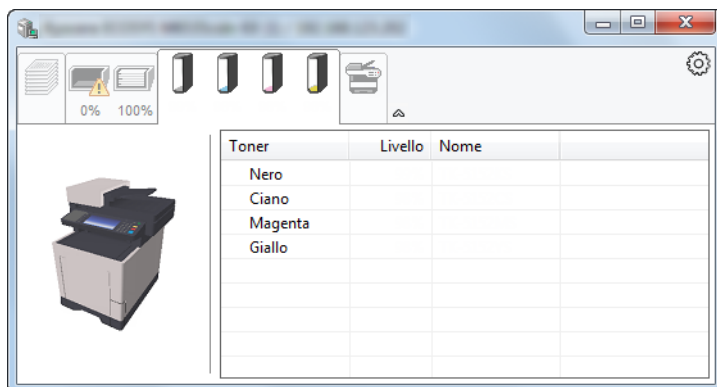 0% 100%
Toner Livello Nome
Nero
Ciano
Magenta
Giallo